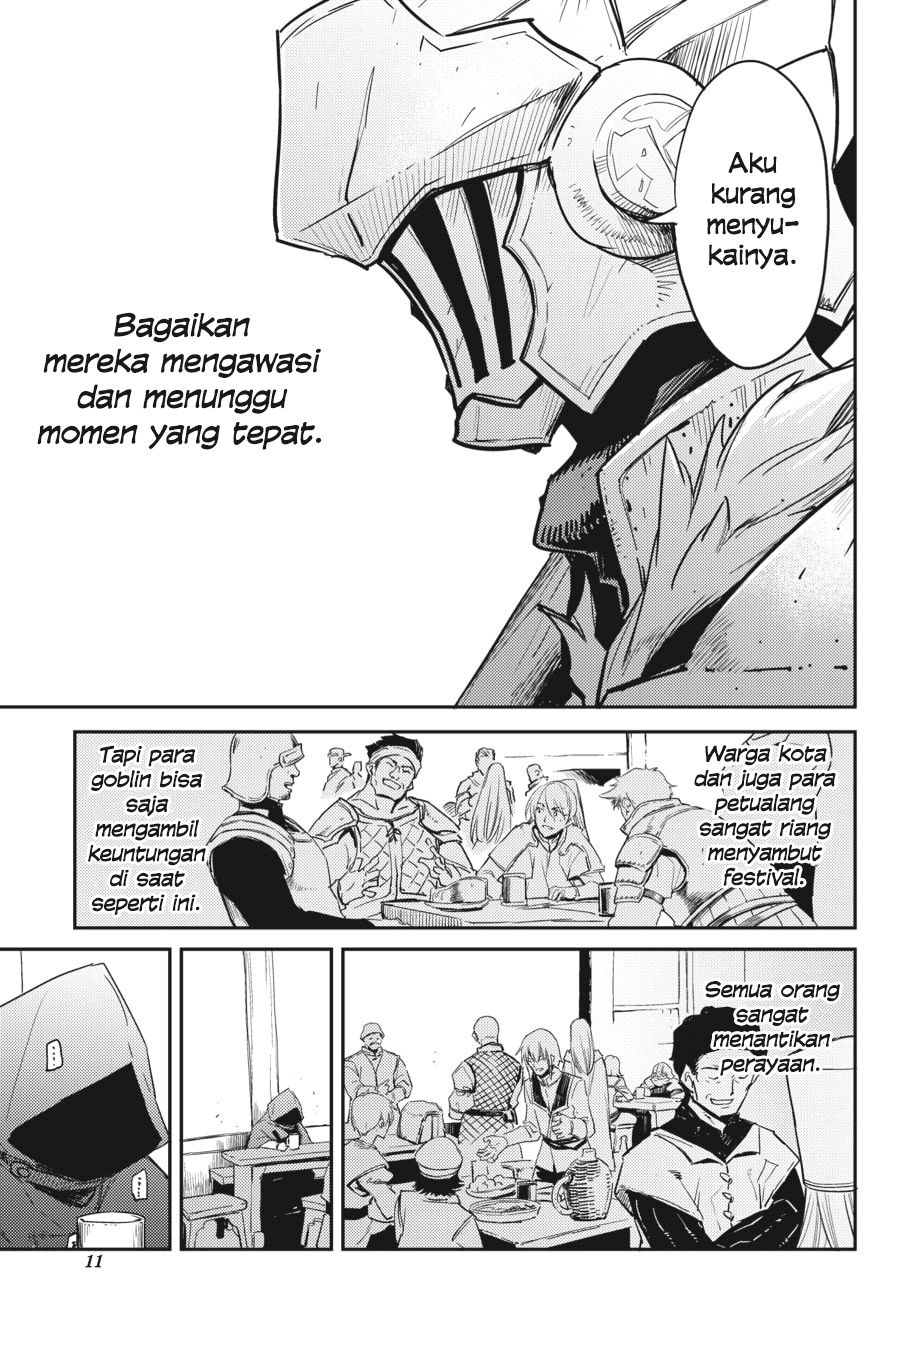 Aku
kurang
menyu-
kainya.
Bagaikan
mereka mengawasi
dan menunggu
momen yang tepat.
Warga kota
dan juga para
petualang
sangat riang
menyambut
festival.
Tapi para
goblin bisa
saja
mengambil
keuntungan
di saat
seperti ini.
Semua orang
sangat
menantikan
perayaan.
...
...
11